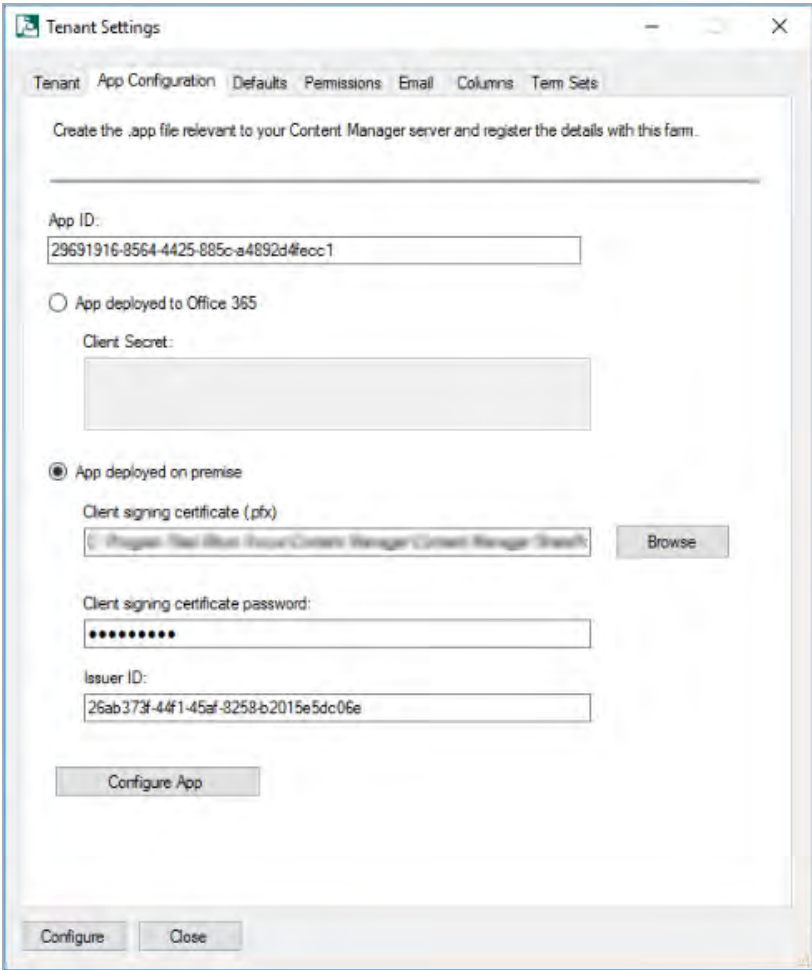 Tenant Settings
Tenant App Configuration Defaults Permissions Email Columns Term Sets
Create the .app file relevant to your Content Manager server and register the details with this farm.
App ID:
29691916-8564-4425-885c-a4892d4fecc1
App deployed to Office 365
Client Secret:
App deployed on premise
Client signing certificate (.pfx)
Browse
Client signing certificate password:
•••••••••
Issuer ID:
26ab373f-44f1-45af-8258-b2015e5dc06e
Configure App
Configure Close